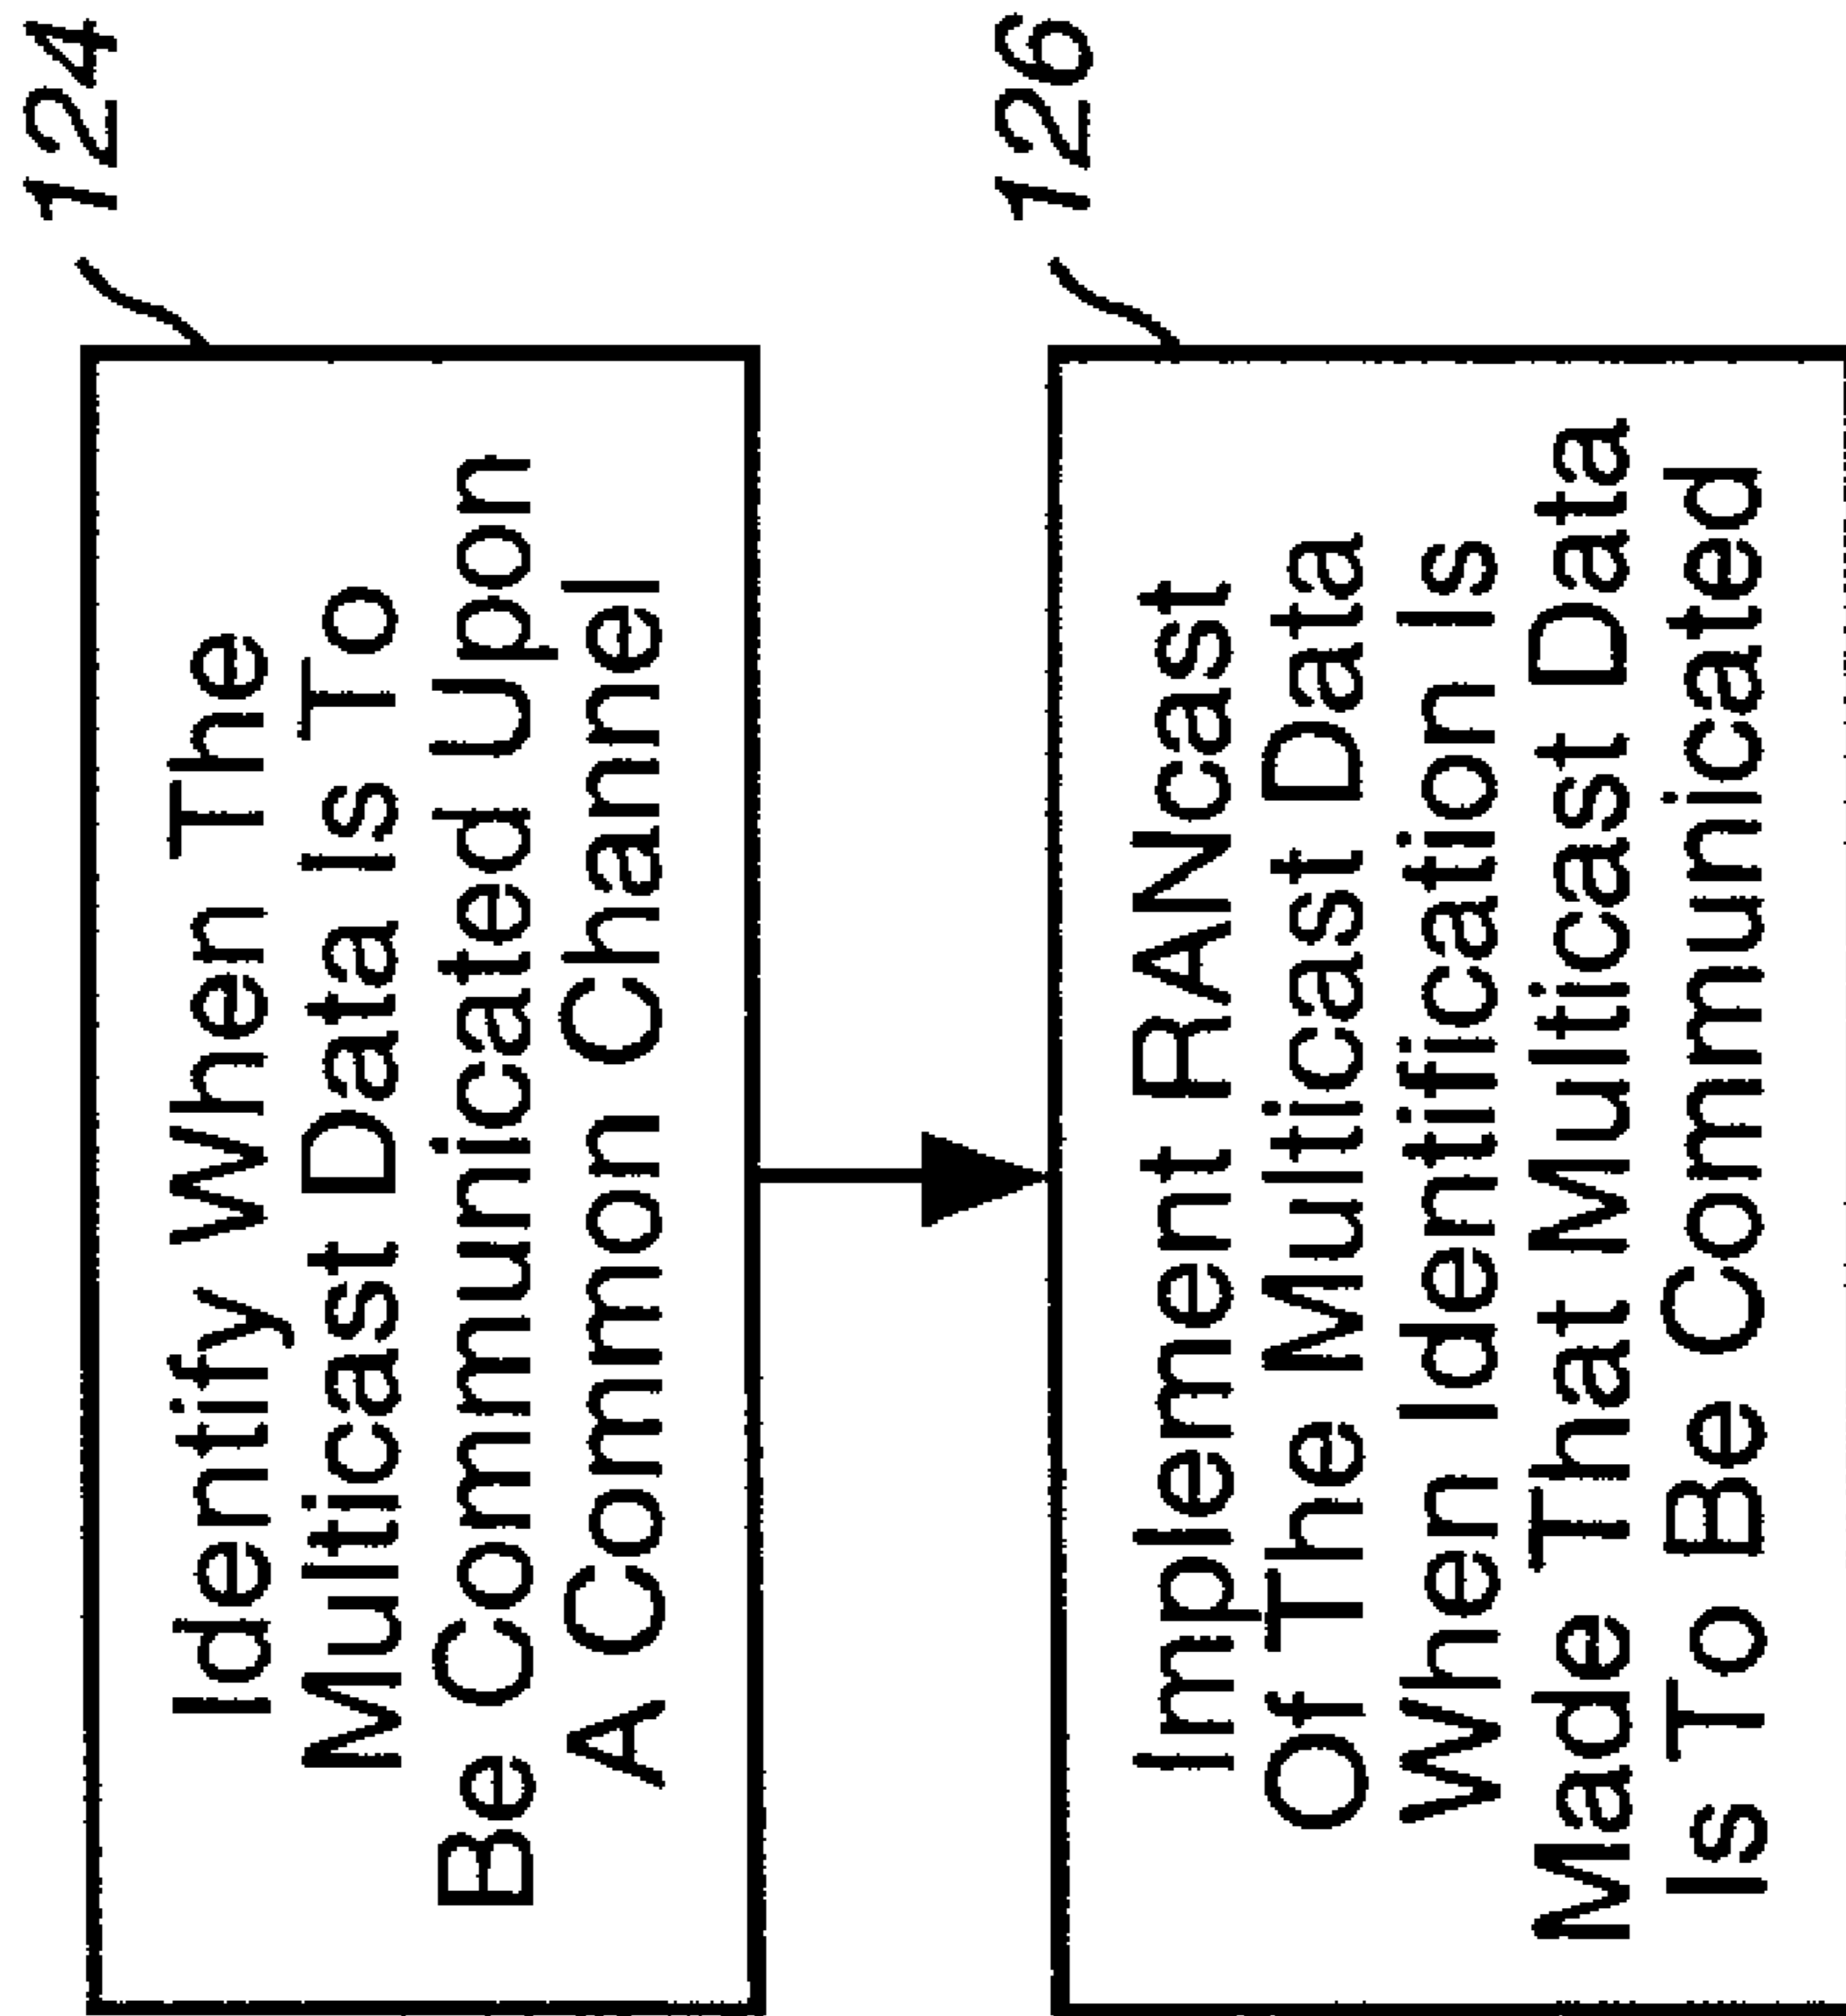 124
Identify When The
Multicast Data Is To
Be Communicated Upon
A Common Channel
126
Implement RANcast
Of The Multicast Data
When Identification Is
Made That Multicast Data
Is To Be Communicated